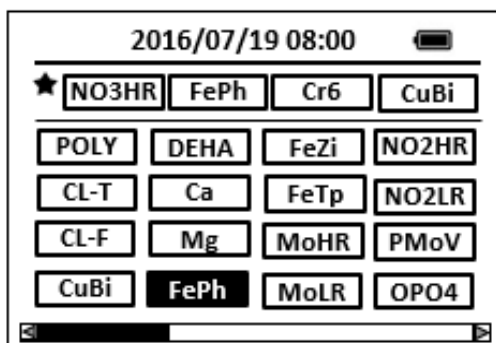 2016/07/19 08:00
NO3HR FePh Cr6 CuBi
POLY DEHA FeZi NO2HR
CL-T Ca FeTp NO2LR
CL-F Mg MoHR PMoV
CuBi FePh MoLR OPO4